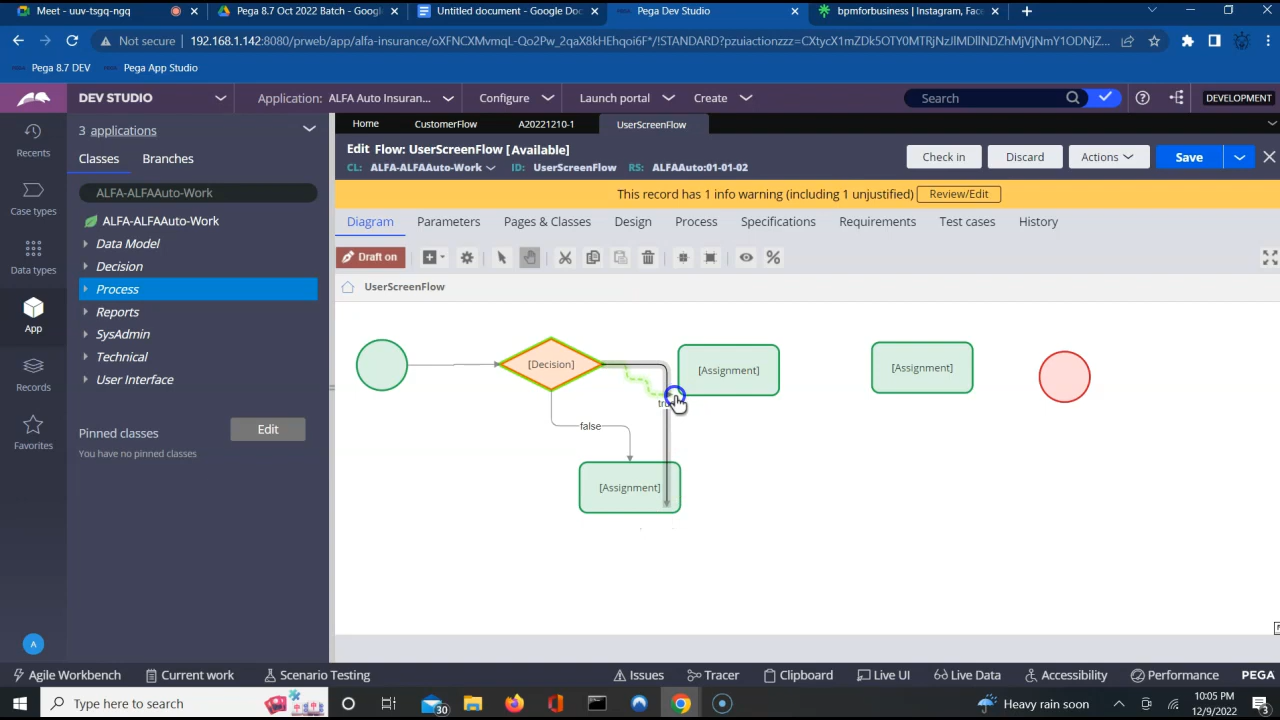 Meet - uuv-tsgq-nqq
Pega 8.7 Oct 2022 Batch - Googl
Untitled document - Google Doc
Pega Dev Studio
bpmforbusiness | Instagram, Face
Not secure
192.168.1.142:8080/prweb/app/alfa-insurance/oXFNCXMvmqL-Qo2Pw_2qaX8kHEhqoi6F*/!STANDARD?pzuiactionzzz=CXtycX1mZDk5OTY0MTRjNzJlMDllNDZhMjVjNmY1ODNjZ...
Pega 8.7 DEV
Pega App Studio
DEV STUDIO
Application: ALFA Auto Insuran...
Configure
Launch portal
Create
Search
DEVELOPMENT
Recents
Case types
Data types
App
Records
Favorites
A
3 applications
Classes
Branches
ALFA-ALFAAuto-Work
ALFA-ALFAAuto-Work
Data Model
Decision
Process
Reports
SysAdmin
Technical
User Interface
Pinned classes
Edit
You have no pinned classes
Home
CustomerFlow
A20221210-1
UserScreenFlow
Edit Flow: UserScreenFlow [Available]
CL: ALFA-ALFAAuto-Work ID: UserScreenFlow RS: ALFAAuto:01-01-02
Check in
Discard
Actions
Save
This record has 1 info warning (including 1 unjustified) Review/Edit
Diagram
Parameters
Pages & Classes
Design
Process
Specifications
Requirements
Test cases
History
Draft on
UserScreenFlow
[Decision]
[Assignment]
[Assignment]
false
[Assignment]
Agile Workbench
Current work
Scenario Testing
Issues
Tracer
Clipboard
Live UI
Live Data
Accessibility
Performance
PEGA
Type here to search
30
Heavy rain soon
10:05 PM
12/9/2022
3